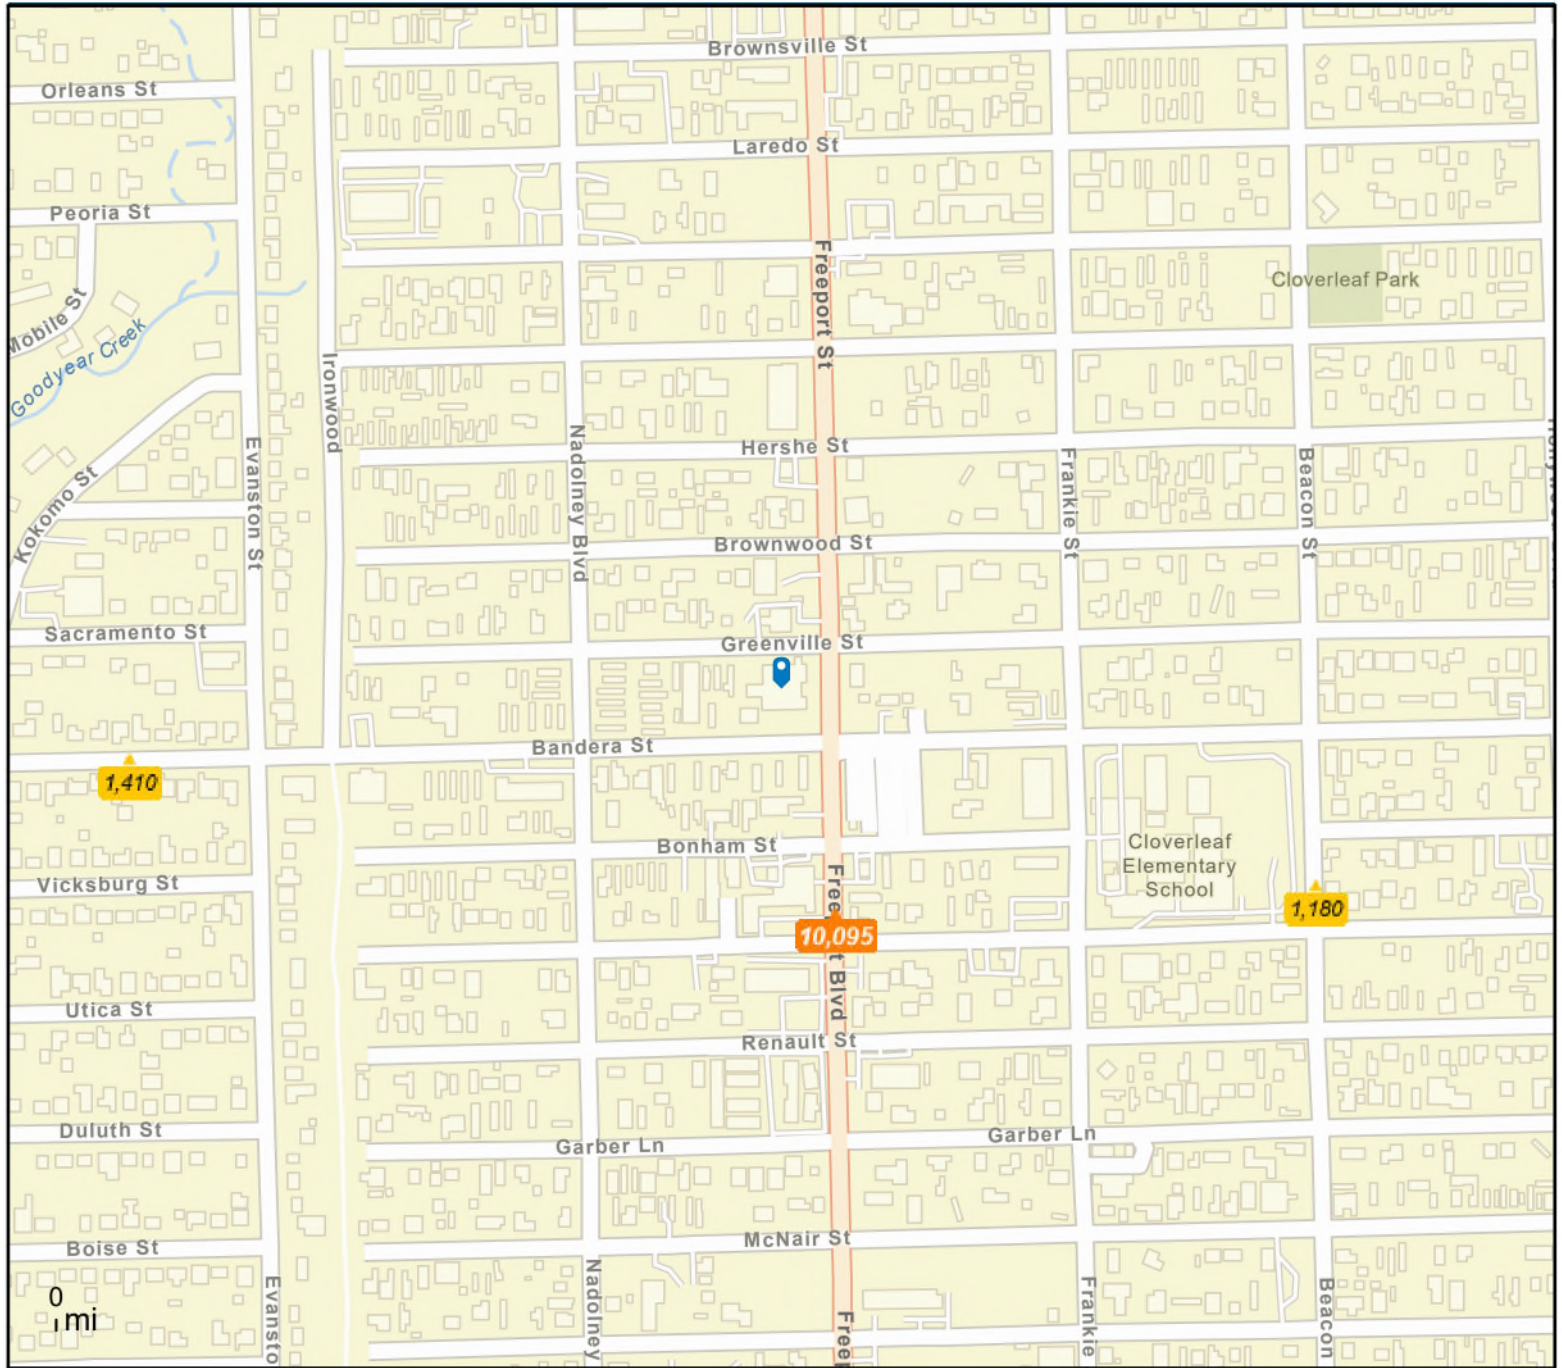 Brownsville St
Orleans St
Laredo St
Peoria St
Freeport St
Cloverleaf Park
Mobile St
Goodyear Creek
Ironwood
Hershe St
Nadolney Blvd
Evanston St
Frankie St
Beacon St
Kokomo St
Brownwood St
Sacramento St
Greenville St
Bandera St
1,410
Bonham St
Cloverleaf
Elementary
School
Vicksburg St
1,180
10,095
Blvd
Utica St
Renault St
Duluth St
Garber Ln
Garber Ln
McNair St
Boise St
Evansto
Nadolney
Frankie
Beacon
0
mi